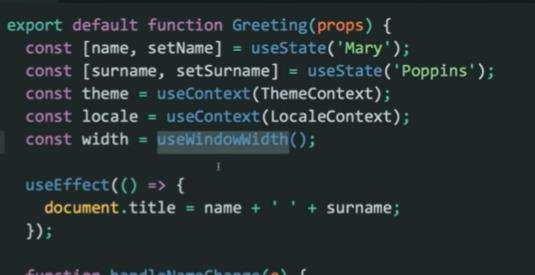 export default function Greeting(props) {
const [name, setName] = useState('Mary');
const [surname, setSurname] = useState('Poppins');
const theme = useContext(ThemeContext);
const locale = useContext(LocaleContext);
const width = useWindowWidth();
useEffect(() => {
document.title = name + ' ' + surname;
});
function handleNameChange(e) {